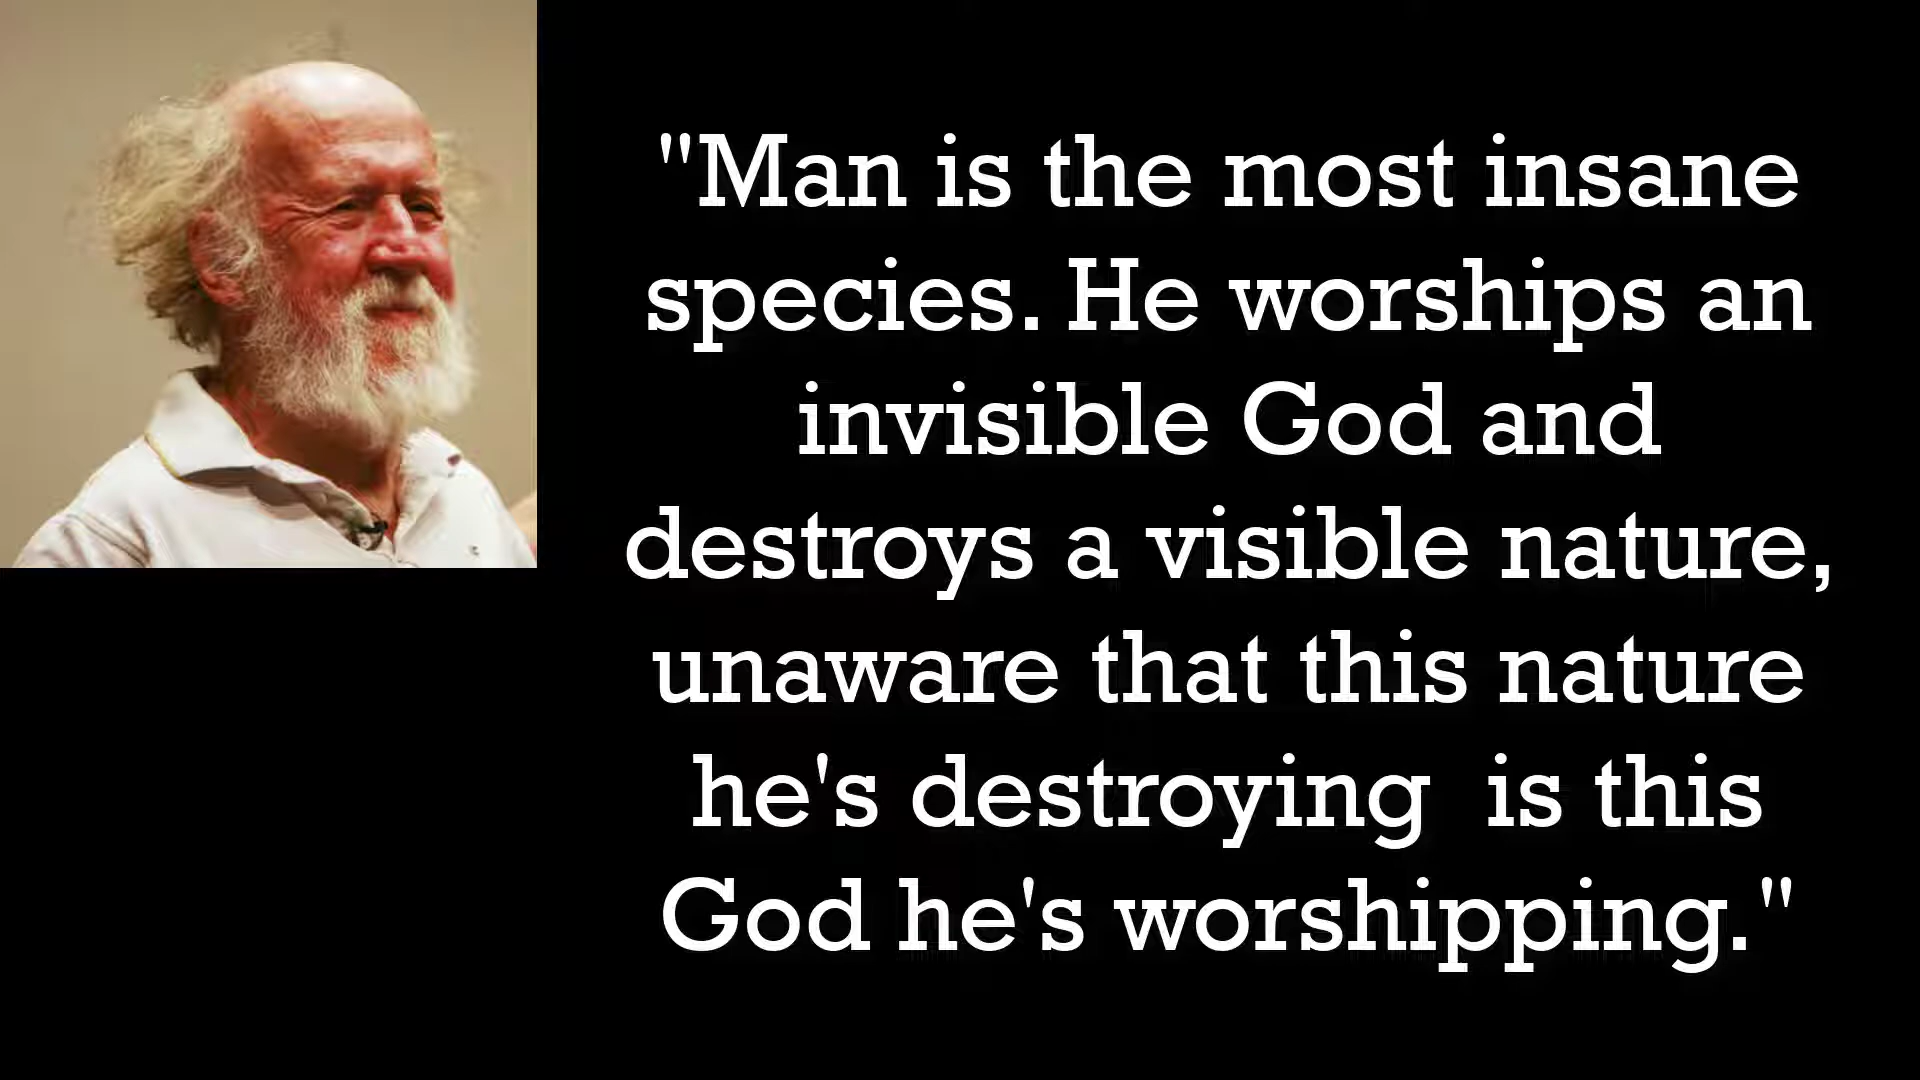 "Man is the most insane
species. He worships an
invisible God and
destroys a visible nature,
unaware that this nature
he's destroying  is this
God he's worshipping."